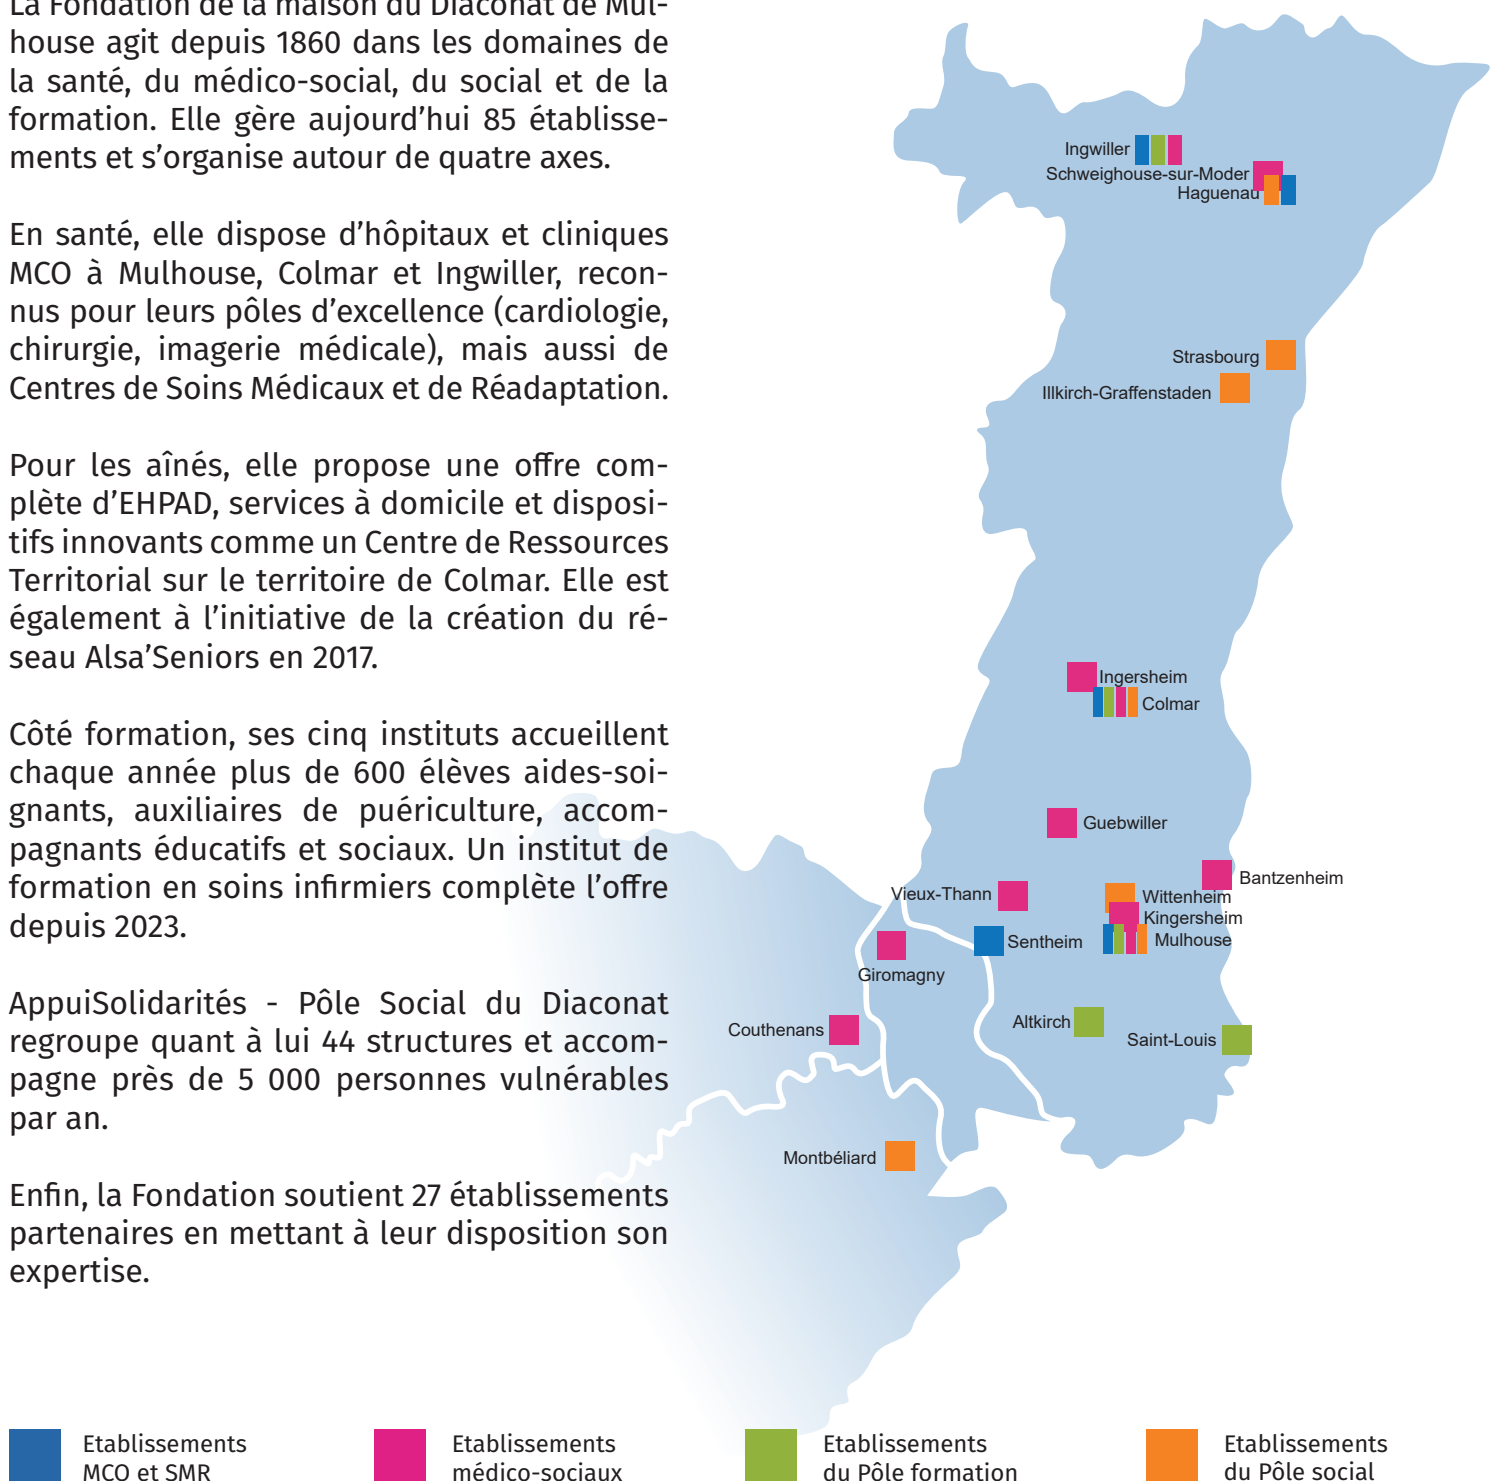 La Fondation de la maison du Diaconat de Mul-
house agit depuis 1860 dans les domaines de
la santé, du médico-social, du social et de la
formation. Elle gère aujourd’hui 85 établisse-
ments et s’organise autour de quatre axes.
En santé, elle dispose d’hôpitaux et cliniques
MCO à Mulhouse, Colmar et Ingwiller, recon-
nus pour leurs pôles d’excellence (cardiologie,
chirurgie, imagerie médicale), mais aussi de
Centres de Soins Médicaux et de Réadaptation.
Pour les aînés, elle propose une offre com-
plète d’EHPAD, services à domicile et disposi-
tifs innovants comme un Centre de Ressources
Territorial sur le territoire de Colmar. Elle est
également à l’initiative de la création du ré-
seau Alsa’Seniors en 2017.
Côté formation, ses cinq instituts accueillent
chaque année plus de 600 élèves aides-soi-
gnants, auxiliaires de puériculture, accom-
pagnants éducatifs et sociaux. Un institut de
formation en soins infirmiers complète l’offre
depuis 2023.
AppuiSolidarités - Pôle Social du Diaconat
regroupe quant à lui 44 structures et accom-
pagne près de 5 000 personnes vulnérables
par an.
Enfin, la Fondation soutient 27 établissements
partenaires en mettant à leur disposition son
expertise.
Ingwiller
Schweighouse-sur-Moder
Haguenau
Strasbourg
Illkirch-Graffenstaden
Ingersheim
Colmar
Guebwiller
Bantzenheim
Vieux-Thann
Wittenheim
Kingersheim
Mulhouse
Sentheim
Giromagny
Couthenans
Altkirch
Saint-Louis
Montbéliard
Etablissements
MCO et SMR
Etablissements
médico-sociaux
Etablissements
du Pôle formation
Etablissements
du Pôle social